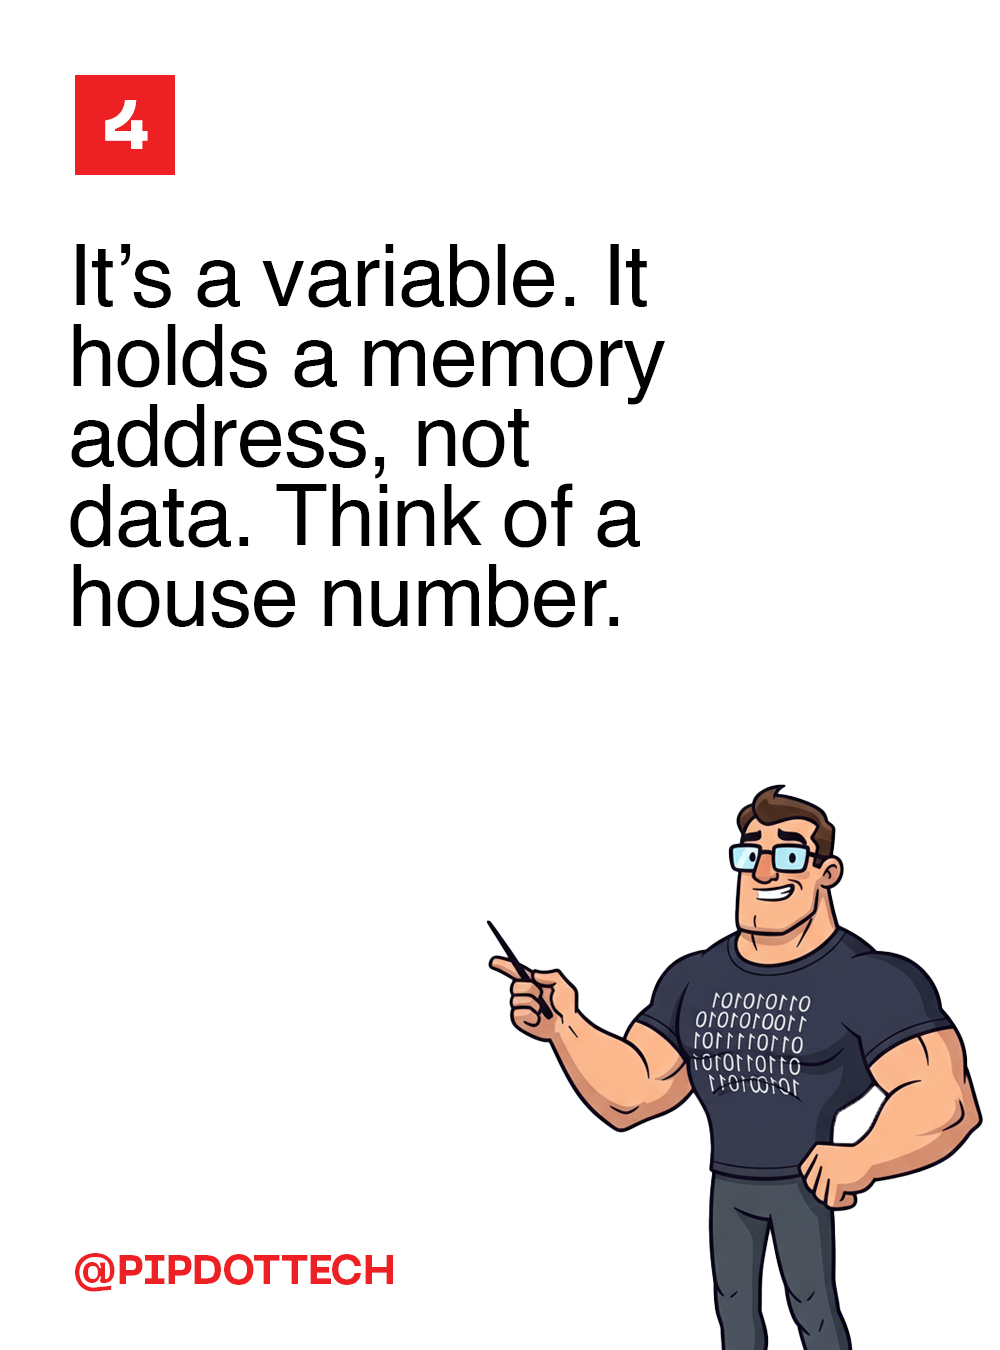 4
It’s a variable. It
holds a memory
address, not
data. Think of a
house number.
@PIPDOTTECH